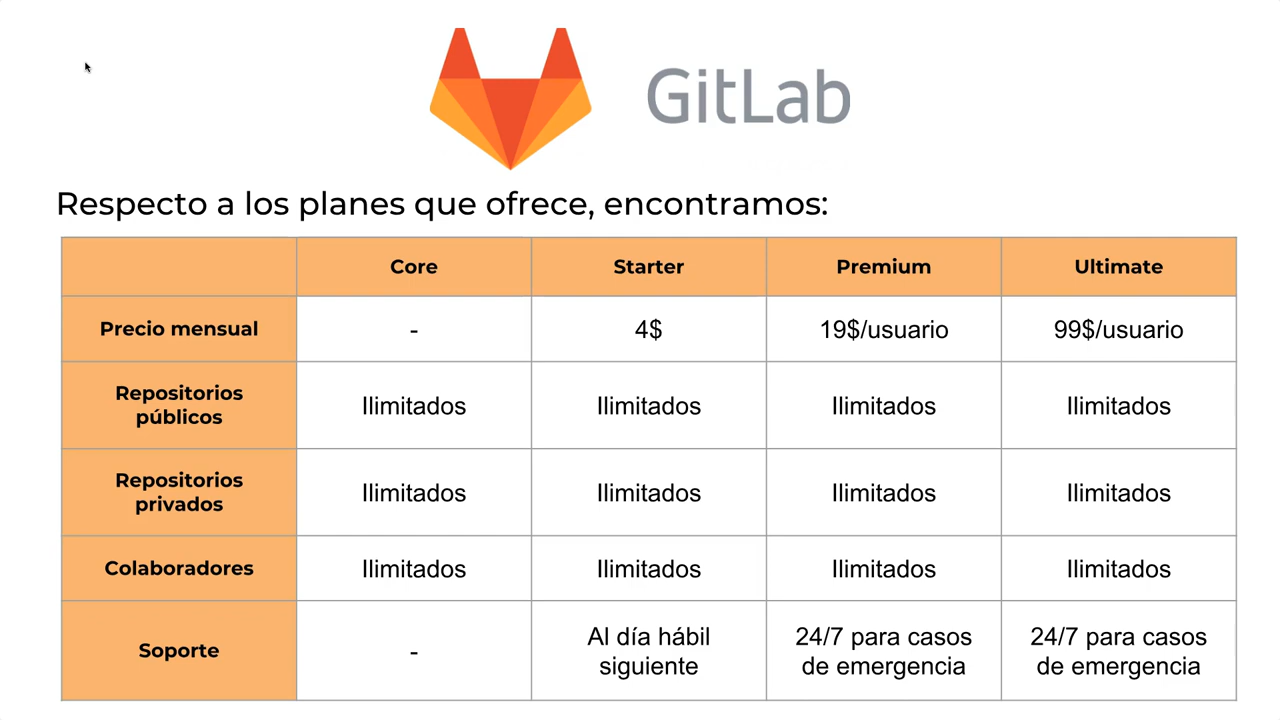 GitLab
Respecto a los planes que ofrece, encontramos:
Core Starter Premium Ultimate
Precio mensual - 4$ 19$/usuario 99$/usuario
Repositorios
públicos Ilimitados Ilimitados Ilimitados Ilimitados
Repositorios
privados Ilimitados Ilimitados Ilimitados Ilimitados
Colaboradores Ilimitados Ilimitados Ilimitados Ilimitados
Soporte - Al día hábil
siguiente 24/7 para casos
de emergencia 24/7 para casos
de emergencia